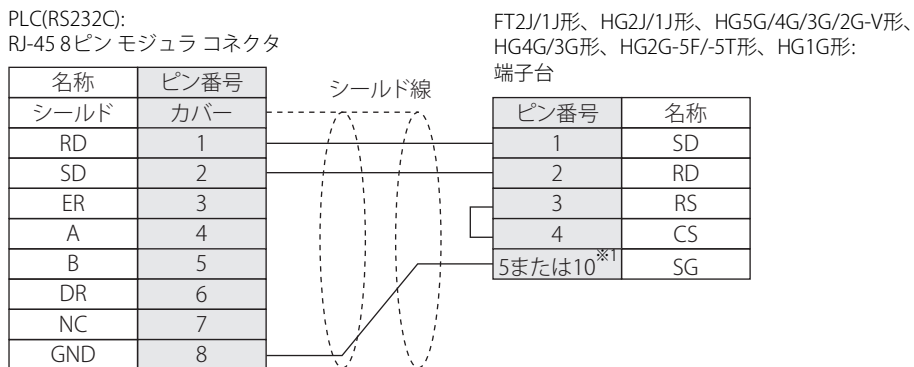 PLC(RS232C):
RJ-45 8ピン モジュラ コネクタ
名称 ピン番号
シールド カバー
RD 1
SD 2
ER 3
A 4
B 5
DR 6
NC 7
GND 8
シールド線
FT2J/1J形、HG2J/1J形、HG5G/4G/3G/2G-V形、
HG4G/3G形、HG2G-5F/-5T形、HG1G形:
端子台
ピン番号 名称
1 SD
2 RD
3 RS
4 CS
5または10※1 SG